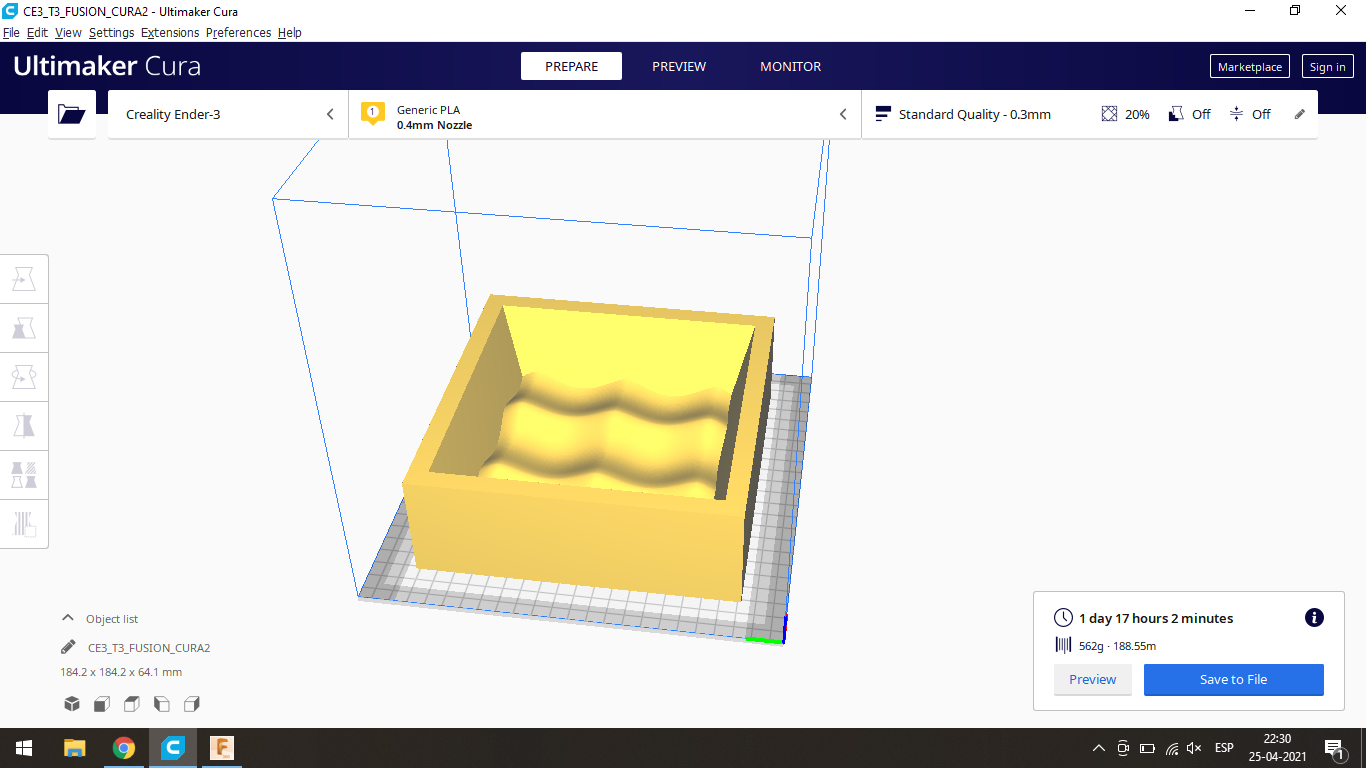 CE3_T3_FUSION_CURA2 - Ultimaker Cura
File Edit View Settings Extensions Preferences Help
Ultimaker Cura
PREPARE
PREVIEW
MONITOR
Marketplace
Sign in
Creality Ender-3
1
Generic PLA
0.4mm Nozzle
Standard Quality - 0.3mm
20%
Off
Off
Object list
CE3_T3_FUSION_CURA2
184.2 x 184.2 x 64.1 mm
1 day 17 hours 2 minutes
562g · 188.55m
Preview
Save to File
ESP
22:30
25-04-2021
1